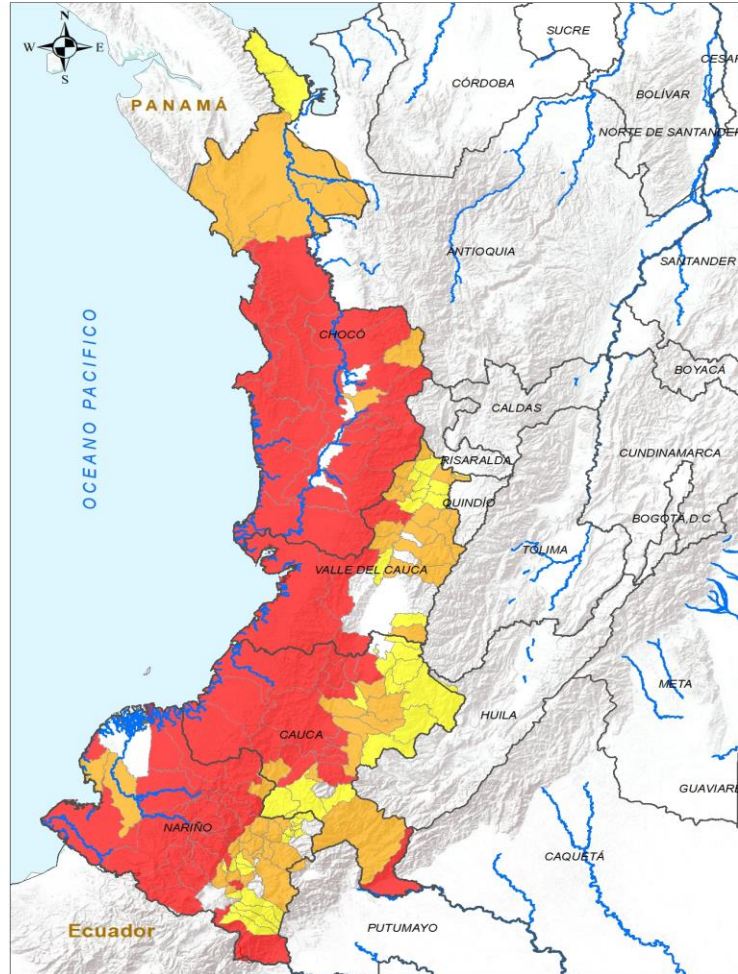 N
W E
S
SUCRE
CESAR
CÓRDOBA
BOLÍVAR
PANAMÁ
NORTE DE SANTANDER
ANTIOQUIA
SANTANDER
OCEANO PACIFICO
CHOCÓ
BOYACÁ
CALDAS
CUNDINAMARCA
RISARALDA
QUINDÍO
BOGOTÁ,D.C
TOLIMA
VALLE DEL CAUCA
META
HUILA
CAUCA
GUAVIARE
NARIÑO
CAQUETÁ
PUTUMAYO
Ecuador